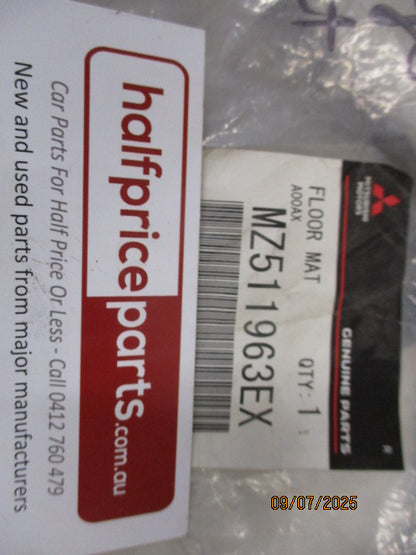 halfpriceparts.com.au
Car Parts For Half Price Or Less - Call 0412 760 479
New and used parts from major manufacturers
MITSUBISHI
MOTORS
GENUINE PARTS
R
FLOOR MAT
QTY: 1
A00AX
MZ511963EX
09/07/2025